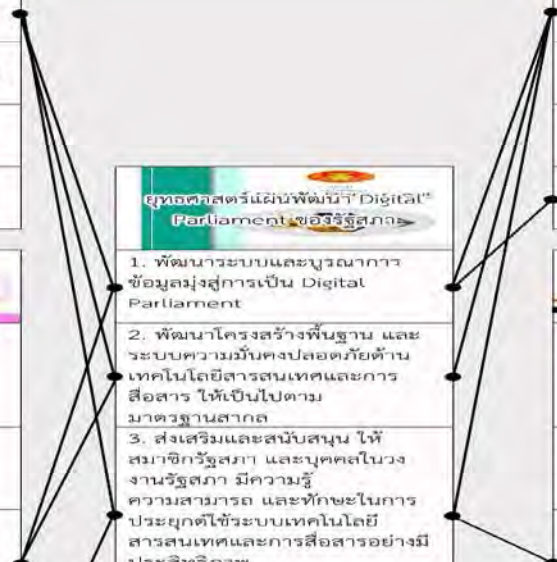 ยุทธศาสตร์แผนพัฒนา "Digital"
Parliament ของรัฐสภา
1. พัฒนาระบบและบูรณาการ
ข้อมูลมุ่งสู่การเป็น Digital
Parliament
2. พัฒนาโครงสร้างพื้นฐาน และ
ระบบความมั่นคงปลอดภัยด้าน
เทคโนโลยีสารสนเทศและการ
สื่อสาร ให้เป็นไปตาม
มาตรฐานสากล
3. ส่งเสริมและสนับสนุน ให้
สมาชิกรัฐสภา และบุคคลในวง
งานรัฐสภา มีความรู้
ความสามารถ และทักษะในการ
ประยุกต์ใช้ระบบเทคโนโลยี
สารสนเทศและการสื่อสารอย่างมี
ประสิทธิภาพ